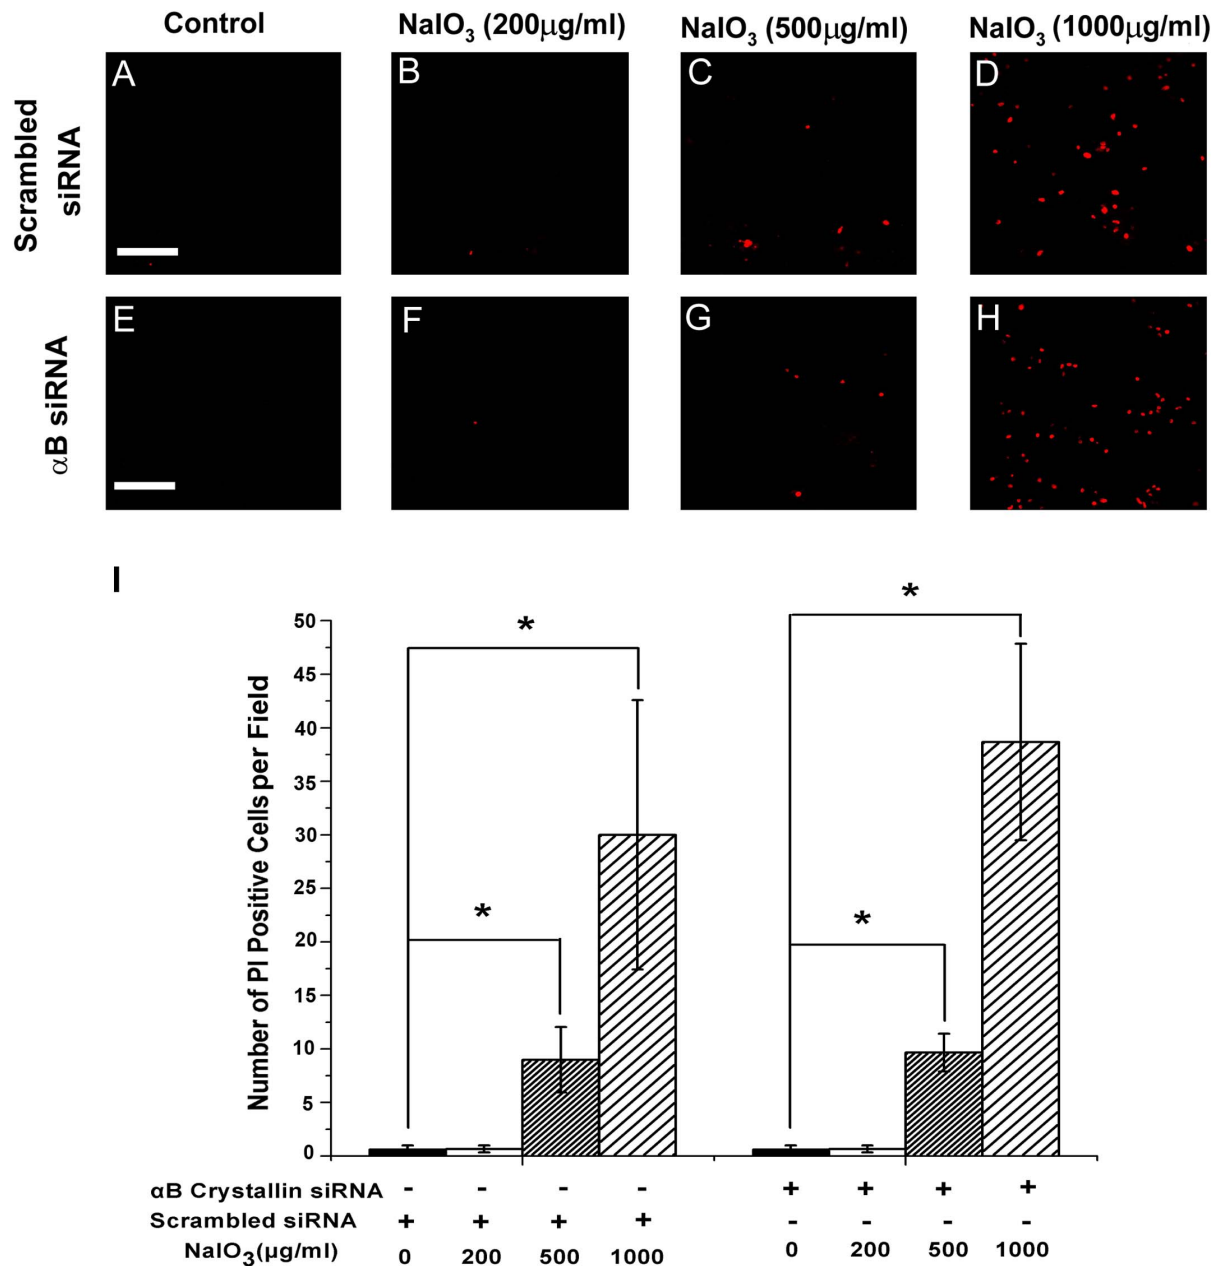 Control NaIO3 (200µg/ml) NaIO3 (500µg/ml) NaIO3 (1000µg/ml)
Scrambled
siRNA
A B C D
αB siRNA
E F G H
I
Number of PI Positive Cells per Field
50
45
40
35
30
25
20
15
10
5
0
* *
* *
αB Crystallin siRNA - - - - + + + +
Scrambled siRNA + + + + - - - -
NaIO3(µg/ml) 0 200 500 1000 0 200 500 1000